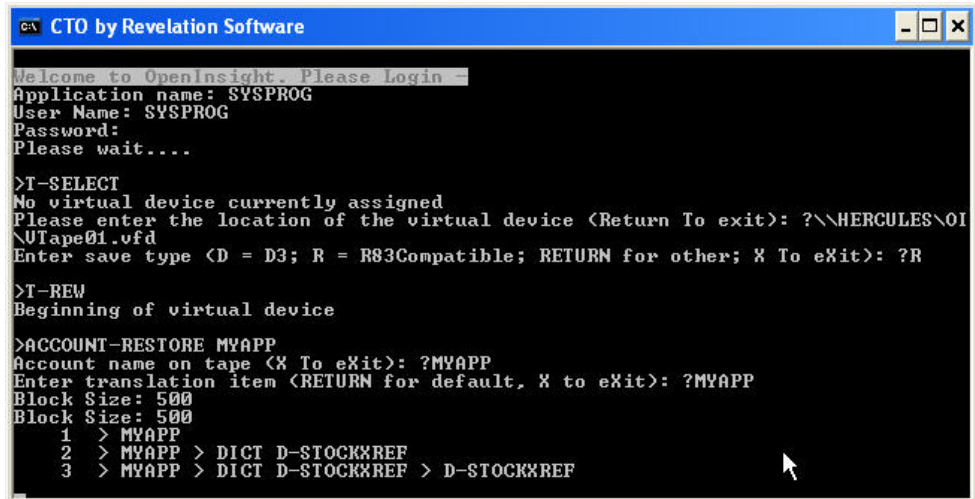 CTO by Revelation Software
Welcome to OpenInsight. Please Login -
Application name: SYSPROG
User Name: SYSPROG
Password:
Please wait....
>T-SELECT
No virtual device currently assigned
Please enter the location of the virtual device (Return To exit): ?\\HERCULES\OI
\VTape01.vfd
Enter save type (D = D3; R = R83Compatible; RETURN for other; X To eXit): ?R
>T-REW
Beginning of virtual device
>ACCOUNT-RESTORE MYAPP
Account name on tape (X To eXit): ?MYAPP
Enter translation item (RETURN for default, X to eXit): ?MYAPP
Block Size: 500
Block Size: 500
1 > MYAPP
2 > MYAPP > DICT D-STOCKXREF
3 > MYAPP > DICT D-STOCKXREF > D-STOCKXREF